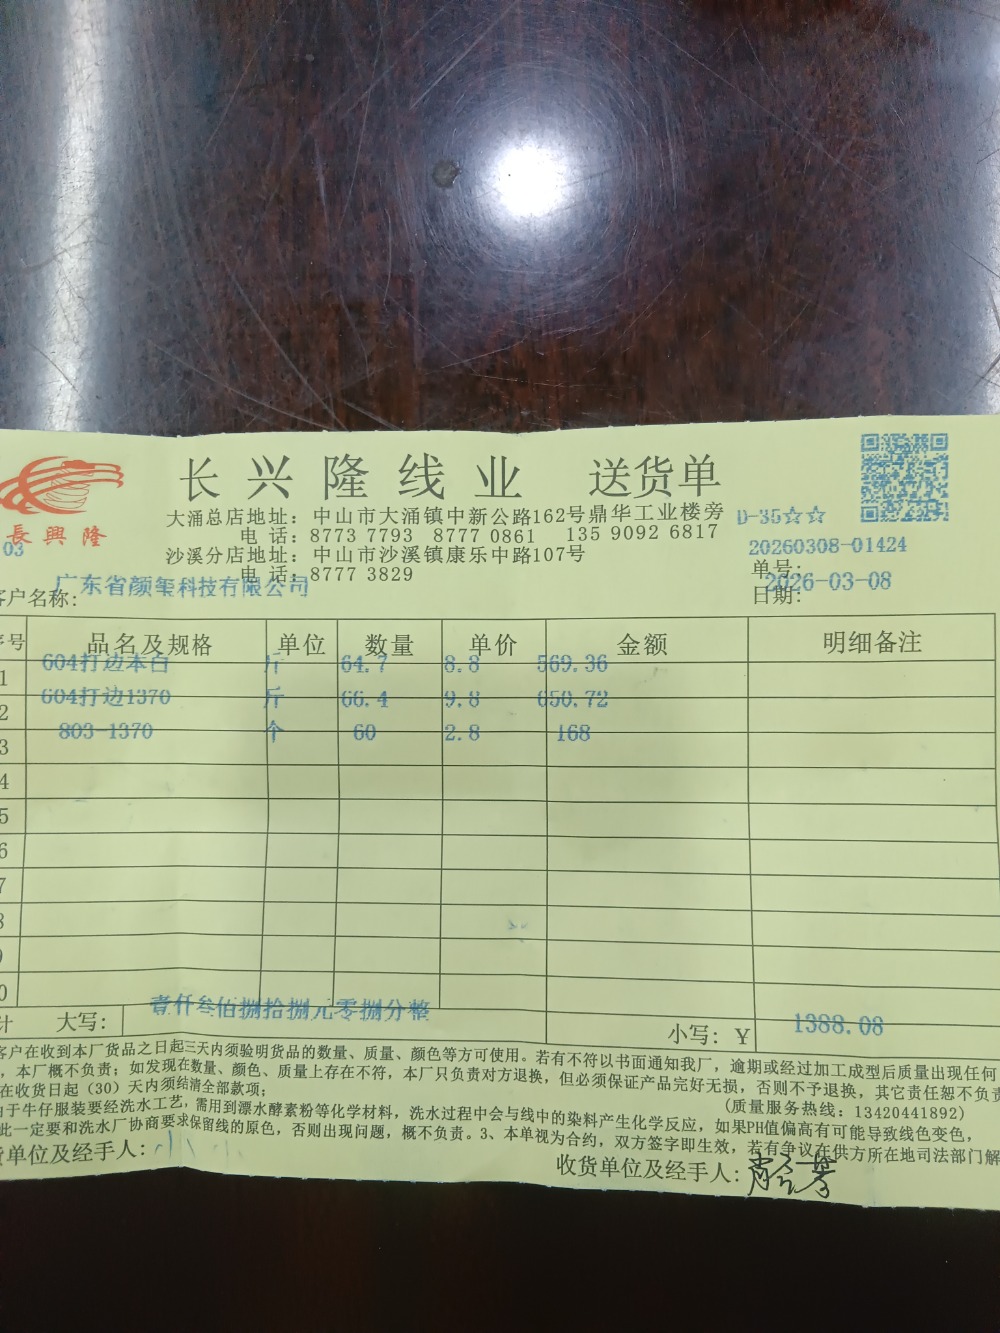 長興隆
长兴隆线业 送货单
大涌总店地址：中山市大涌镇中新公路162号鼎华工业楼旁
电 话：8773 7793 8777 0861 135 9092 6817
沙溪分店地址：中山市沙溪镇康乐中路107号
电 话：8777 3829
D-35☆☆
03
20260308-01424
单号：
客户名称：广东省颜玺科技有限公司
日期：2026-03-08
序号 品名及规格 单位 数量 单价 金额 明细备注
1 604打边本白 斤 64.7 8.8 569.36
2 604打边1370 斤 66.4 9.8 650.72
3 803-1370 个 60 2.8 168
4
5
6
7
8
9
0
计 大写：壹仟叁佰捌拾捌元零捌分整 小写：¥ 1388.08
客户在收到本厂货品之日起三天内须验明货品的数量、质量、颜色等方可使用。若有不符以书面通知我厂，逾期或经过加工成型后质量出现任何
，本厂概不负责；如发现在数量、颜色、质量上存在不符，本厂只负责对方退换，但必须保证产品完好无损，否则不予退换，其它责任恕不负责
在收货日起（30）天内须结清全部款项；
(质量服务热线：13420441892)
由于牛仔服装要经洗水工艺，需用到漂水酵素粉等化学材料，洗水过程中会与线中的染料产生化学反应，如果PH值偏高有可能导致线色变色，
此一定要和洗水厂协商要求保留线的原色，否则出现问题，概不负责。3、本单视为合约，双方签字即生效，若有争议在供方所在地司法部门解
货单位及经手人：
收货单位及经手人：